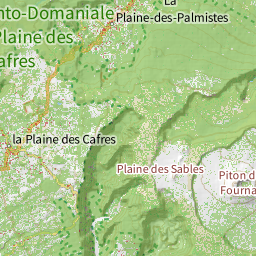 La
Plaine-des-Palmistes
nto-Domaniale
Plaine des
afres
la Plaine des Cafres
Plaine des Sables
Piton d
Fourna